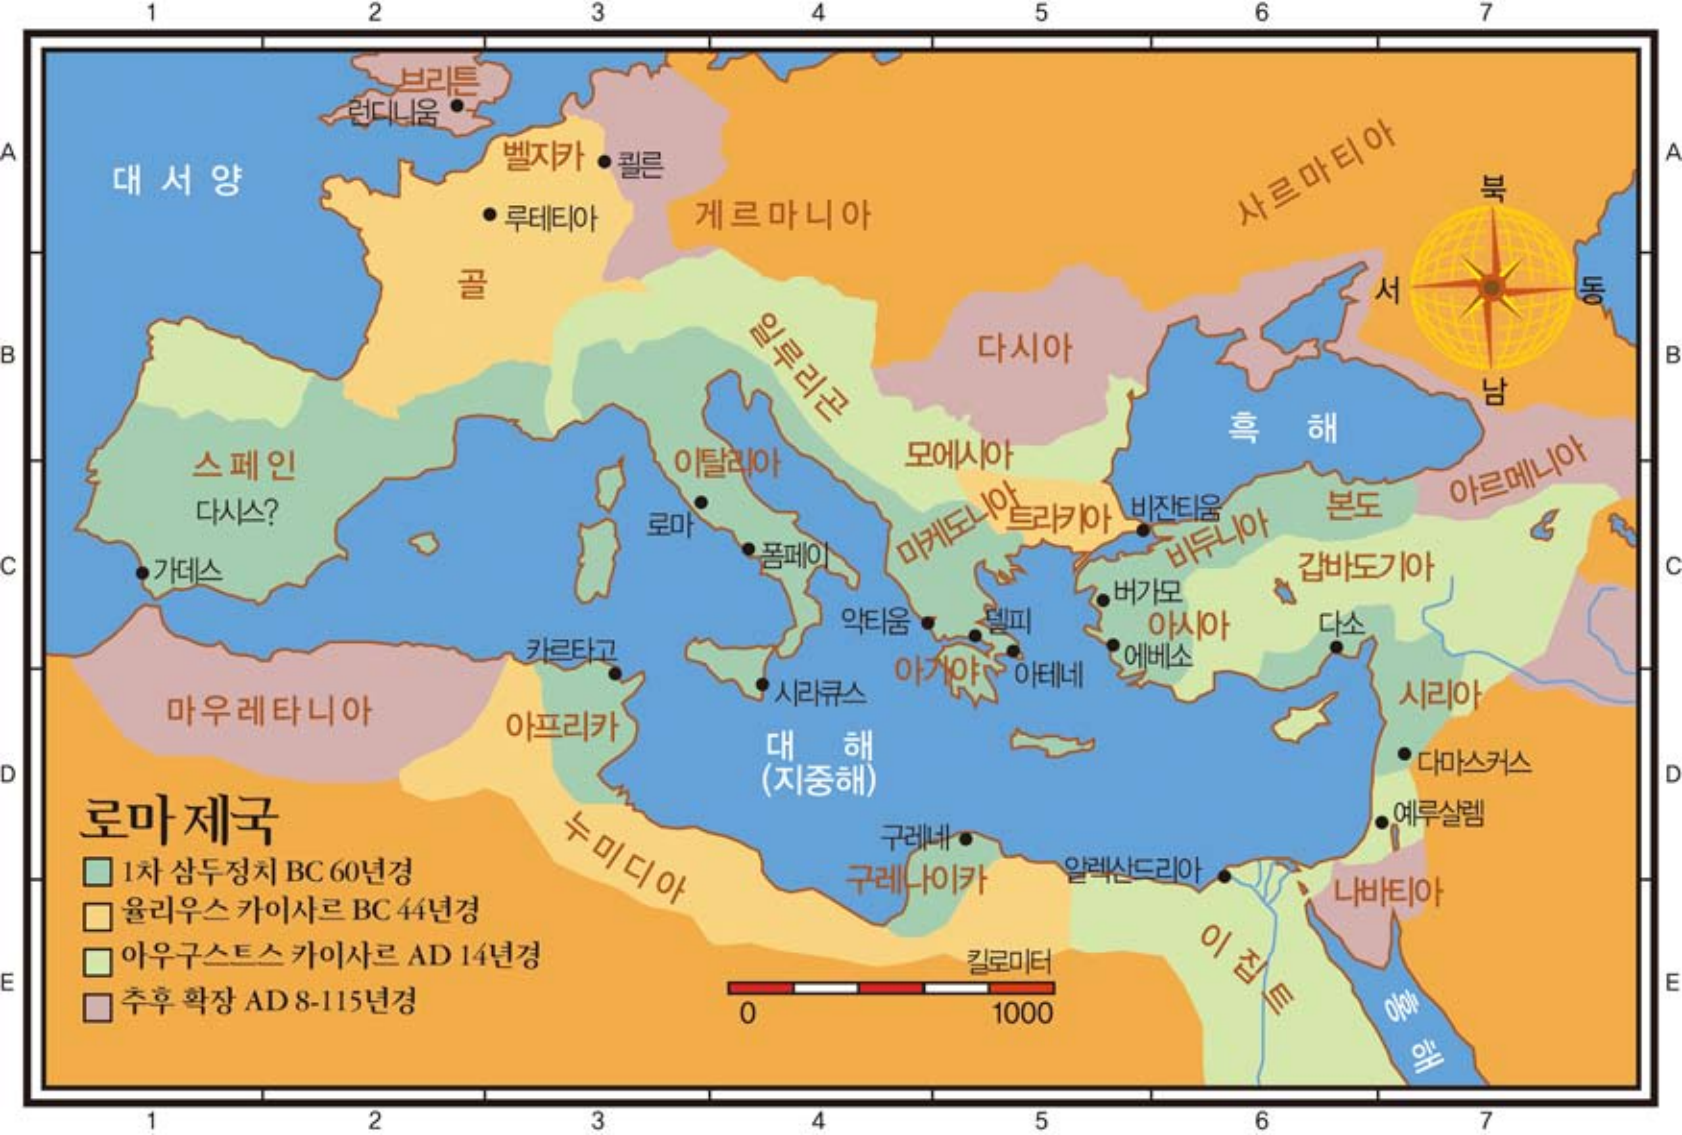 1 2 3 4 5 6 7
A
B
C
D
E
A
B
C
D
E
브리튼
런디니움
대 서 양
벨지카
쾰른
루테티아
골
게르마니아
사르마티아
북
서
동
남
일루리곤
다시아
흑 해
스페인
다시스?
가데스
이탈리아
로마
폼페이
모에시아
마케도니아
트라키아
비잔티움
비두니아
본도
아르메니아
갑바도기아
버가모
아시아
에베소
다소
악티움
델피
아가야
아테네
카르타고
시라큐스
마우레타니아
아프리카
대 해
(지중해)
시리아
다마스커스
예루살렘
나바티아
누미디아
구레네
구레나이카
알렉산드리아
이집트
로마 제국
1차 삼두정치 BC 60년경
율리우스 카이사르 BC 44년경
아우구스트스 카이사르 AD 14년경
추후 확장 AD 8-115년경
킬로미터
0 1000
해
1 2 3 4 5 6 7